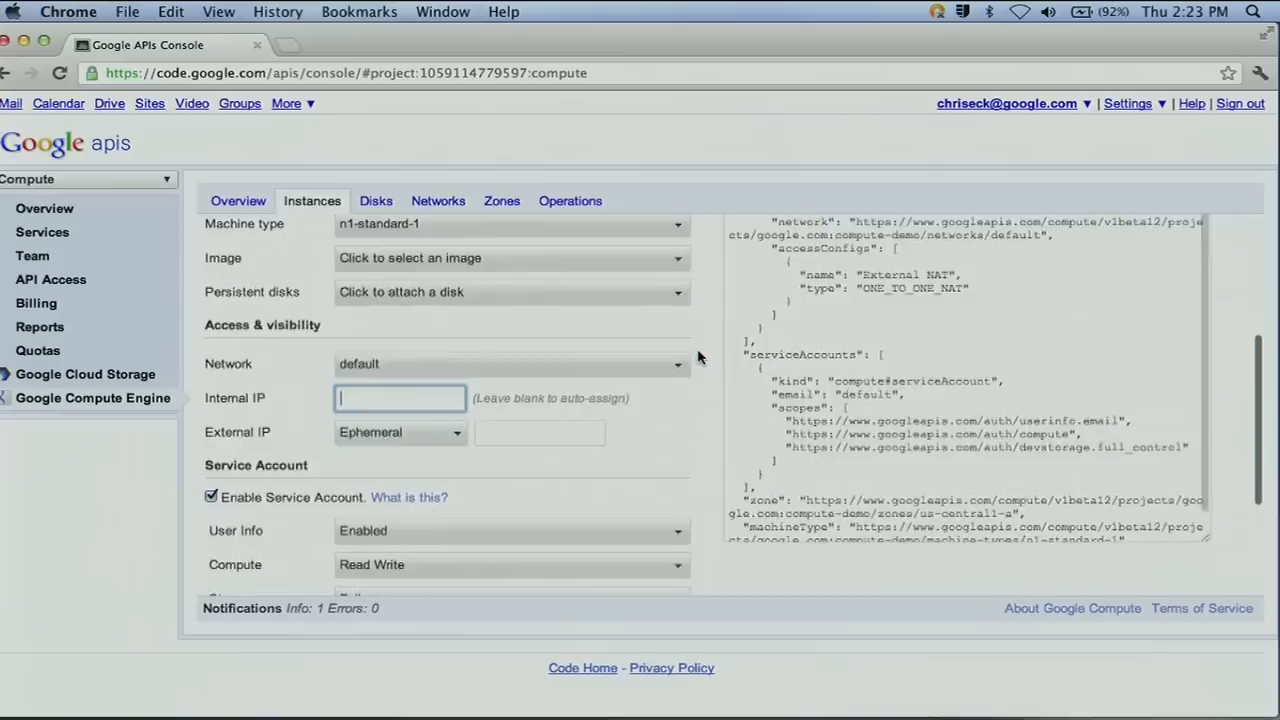 Chrome File Edit View History Bookmarks Window Help (92%) Thu 2:23 PM
Google APIs Console
https://code.google.com/apis/console/#project:1059114779597:compute
Mail Calendar Drive Sites Video Groups More ▼ chriseck@google.com ▼ | Settings ▼ | Help | Sign out
Google apis
Compute
Overview
Services
Team
API Access
Billing
Reports
Quotas
Google Cloud Storage
Google Compute Engine
Overview Instances Disks Networks Zones Operations
Machine type n1-standard-1
Image Click to select an image
Persistent disks Click to attach a disk
Access & visibility
Network default
Internal IP (Leave blank to auto-assign)
External IP Ephemeral
Service Account
Enable Service Account. What is this?
User Info Enabled
Compute Read Write
"network": "https://www.googleapis.com/compute/v1beta12/proje
cts/google.com:compute-demo/networks/default",
"accessConfigs": [
{
"name": "External NAT",
"type": "ONE_TO_ONE_NAT"
}
]
}
],
"serviceAccounts": [
{
"kind": "compute#serviceAccount",
"email": "default",
"scopes": [
"https://www.googleapis.com/auth/userinfo.email",
"https://www.googleapis.com/auth/compute",
"https://www.googleapis.com/auth/devstorage.full_control"
]
}
],
"zone": "https://www.googleapis.com/compute/v1beta12/projects/goo
gle.com:compute-demo/zones/us-central1-a",
"machineType": "https://www.googleapis.com/compute/v1beta12/proje
cts/google.com:compute-demo/machine-types/n1-standard-1"
Notifications Info: 1 Errors: 0 About Google Compute Terms of Service
Code Home - Privacy Policy